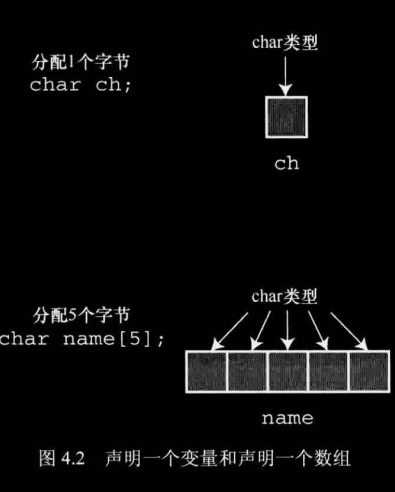 char类型
分配1个字节
char ch;
ch
char类型
分配5个字节
char name[5];
name
图 4.2 声明一个变量和声明一个数组